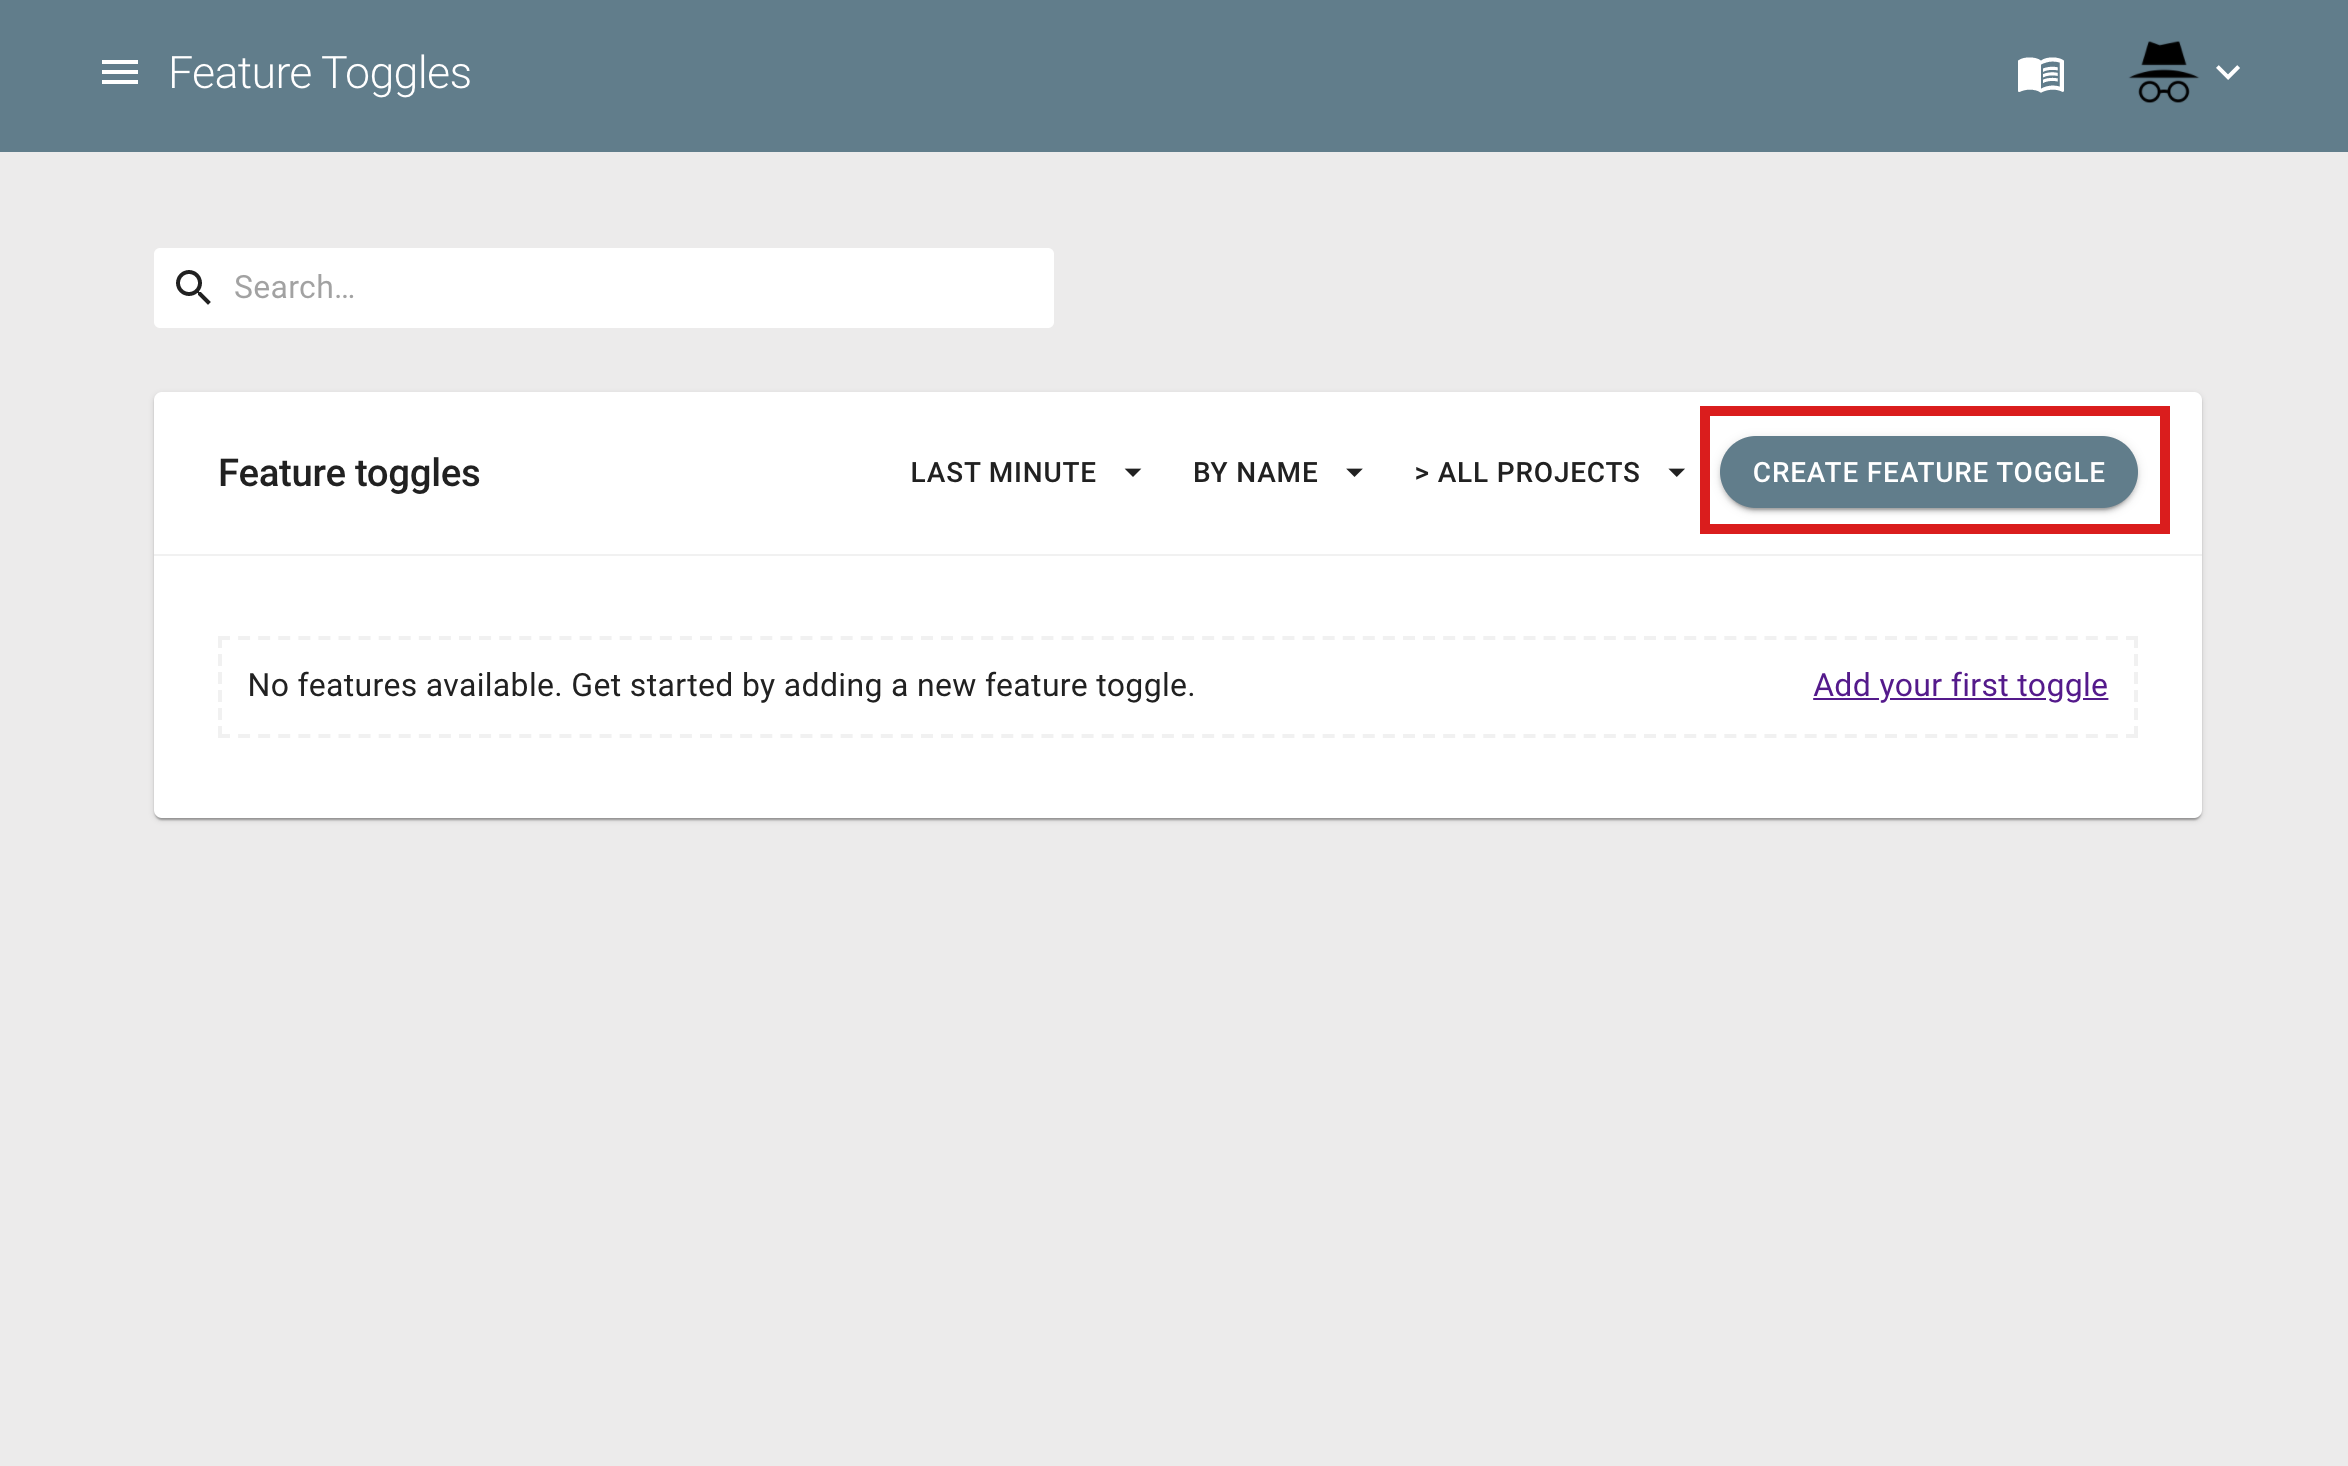 Feature Toggles
Search...
Feature toggles LAST MINUTE BY NAME > ALL PROJECTS CREATE FEATURE TOGGLE
No features available. Get started by adding a new feature toggle. Add your first toggle